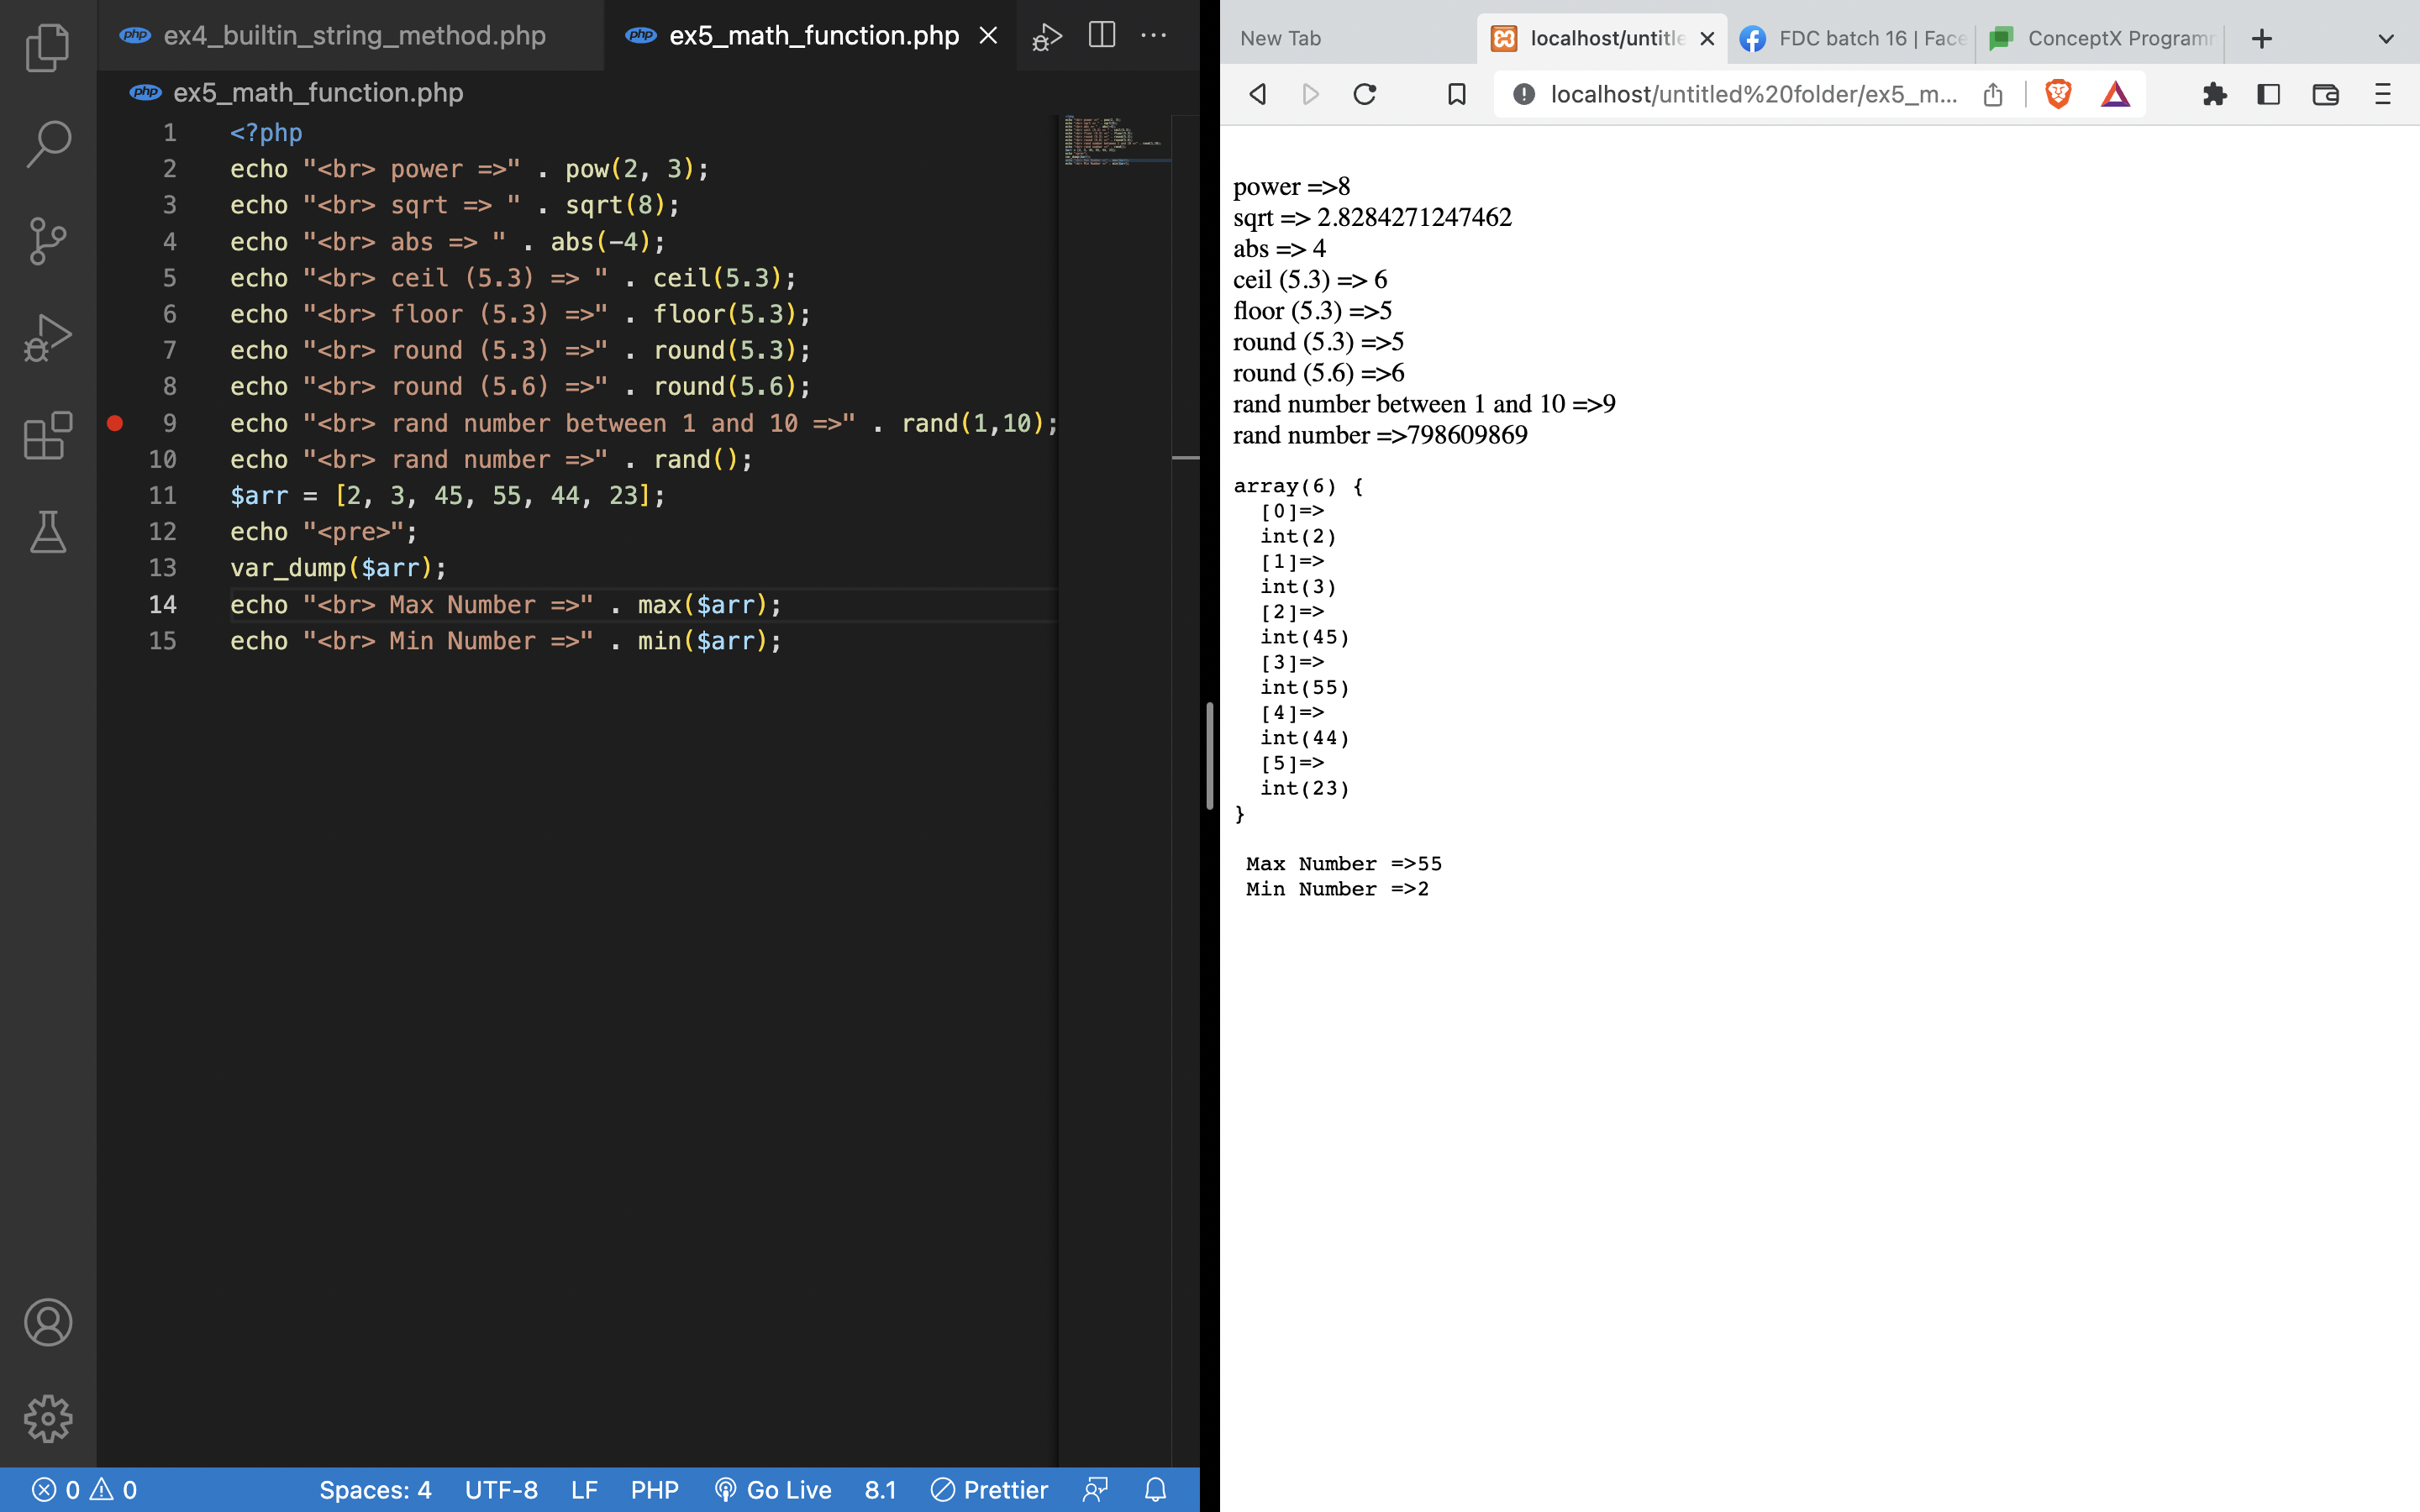 ex4_builtin_string_method.php
ex5_math_function.php
ex5_math_function.php
1 <?php
2 echo "<br> power =>" . pow(2, 3);
3 echo "<br> sqrt => " . sqrt(8);
4 echo "<br> abs => " . abs(-4);
5 echo "<br> ceil (5.3) => " . ceil(5.3);
6 echo "<br> floor (5.3) =>" . floor(5.3);
7 echo "<br> round (5.3) =>" . round(5.3);
8 echo "<br> round (5.6) =>" . round(5.6);
9 echo "<br> rand number between 1 and 10 =>" . rand(1,10);
10 echo "<br> rand number =>" . rand();
11 $arr = [2, 3, 45, 55, 44, 23];
12 echo "<pre>";
13 var_dump($arr);
14 echo "<br> Max Number =>" . max($arr);
15 echo "<br> Min Number =>" . min($arr);
0 0 Spaces: 4 UTF-8 LF PHP Go Live 8.1 Prettier
New Tab
localhost/untitle
FDC batch 16 | Face
ConceptX Program
localhost/untitled%20folder/ex5_m...
power =>8
sqrt => 2.8284271247462
abs => 4
ceil (5.3) => 6
floor (5.3) =>5
round (5.3) =>5
round (5.6) =>6
rand number between 1 and 10 =>9
rand number =>798609869
array(6) {
[0]=>
int(2)
[1]=>
int(3)
[2]=>
int(45)
[3]=>
int(55)
[4]=>
int(44)
[5]=>
int(23)
}
Max Number =>55
Min Number =>2